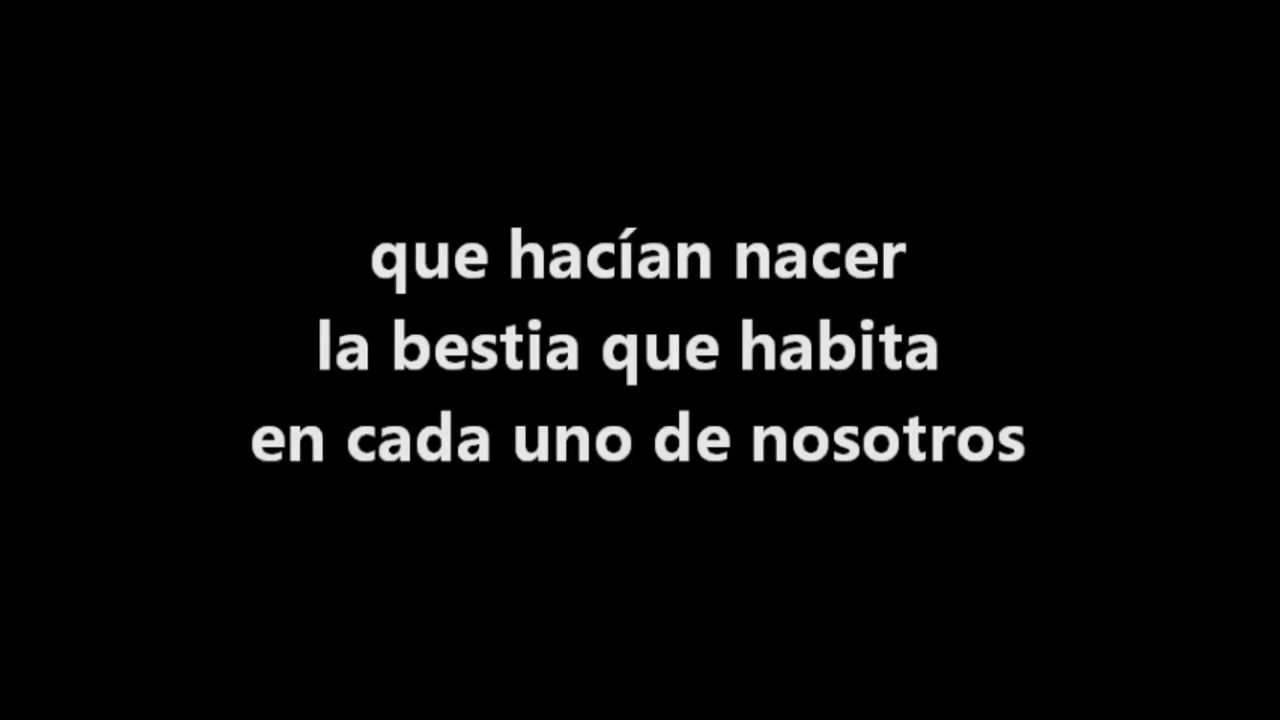 que hacían nacer
la bestia que habita
en cada uno de nosotros